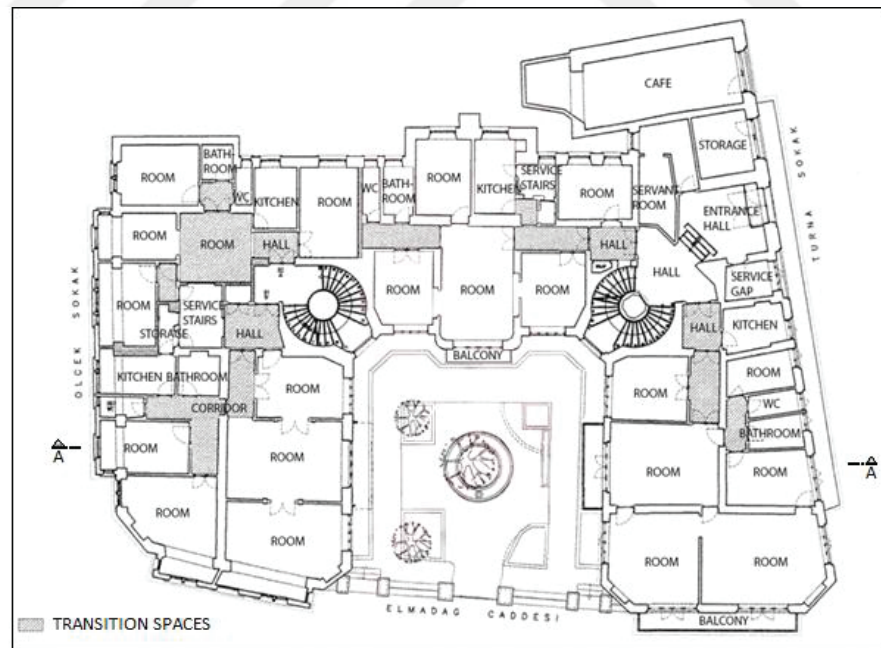 CAFE
STORAGE
SERVANT
ROOM
ENTRANCE
HALL
TURNA SOKAK
BATH-
ROOM
ROOM
WC
KITCHEN
ROOM
WC
BATH-
ROOM
ROOM
KITCHEN
SERVICE
STAIRS
ROOM
ROOM
ROOM
HALL
HALL
HALL
SERVICE
GAP
OLCEK SOKAK
ROOM
SERVICE
STAIRS
STORAGE
HALL
ROOM
ROOM
ROOM
HALL
KITCHEN
BALCONY
KITCHEN
BATHROOM
ROOM
ROOM
ROOM
CORRIDOR
WC
BATHROOM
ROOM
ROOM
ROOM
ROOM
A
A
ROOM
ROOM
ROOM
ROOM
BALCONY
ELMADAG CADDESI
TRANSITION SPACES